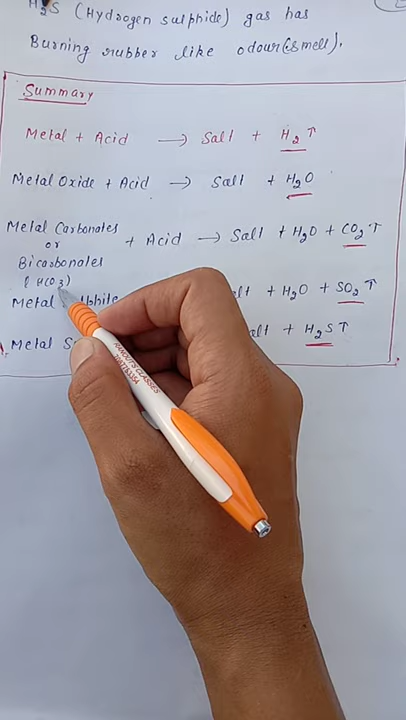 H₂S (Hydrogen sulphide) gas has
Burning rubber like odour (smell).
Summary
Metal + Acid → Salt + H₂↑
Metal Oxide + Acid → Salt + H₂O
Metal Carbonates
or
Bicarbonates
(HCO3)
+ Acid → Salt + H₂O + CO₂↑
Metal + H₂O + SO₂↑
Metal + H₂S↑